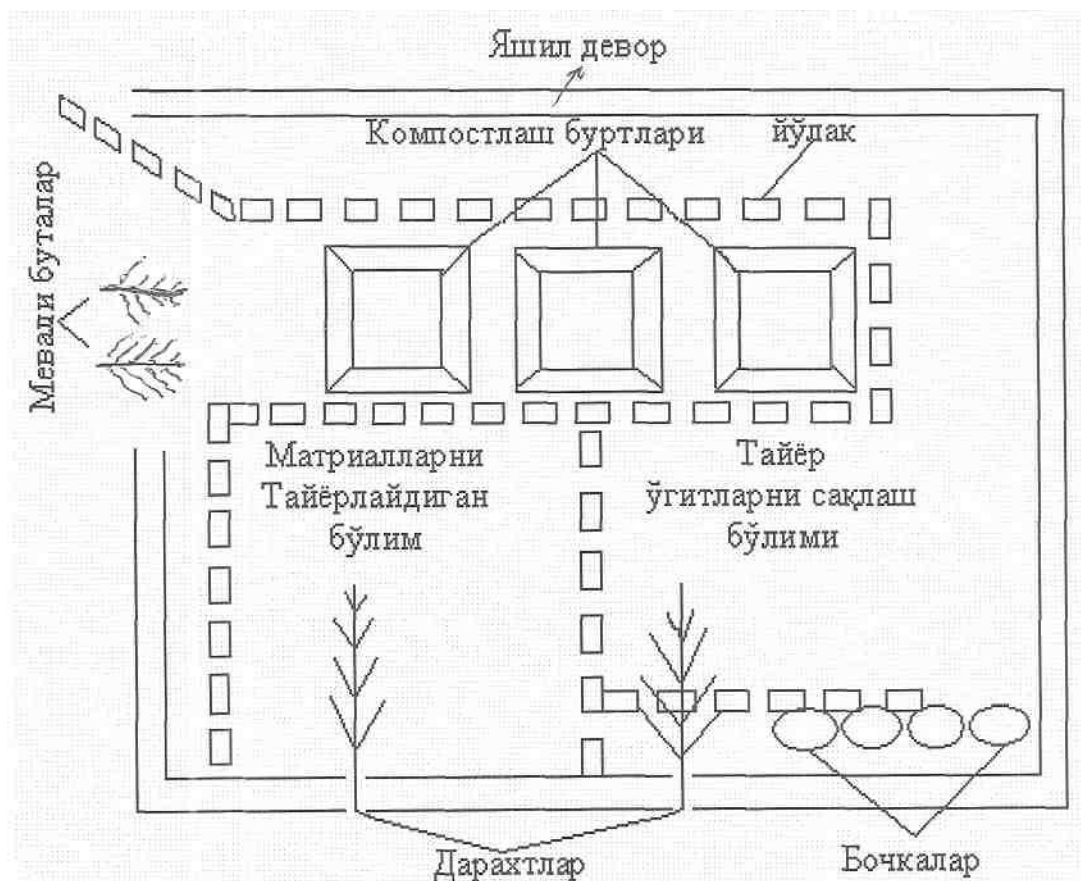 Яшил девор
Компостлаш буртлари
йўлак
Мевали буталар
Матриалларни
Тайёрлайдиган
бўлим
Тайёр
ўгитларни сақлаш
бўлими
Дарахтлар
Бочкалар